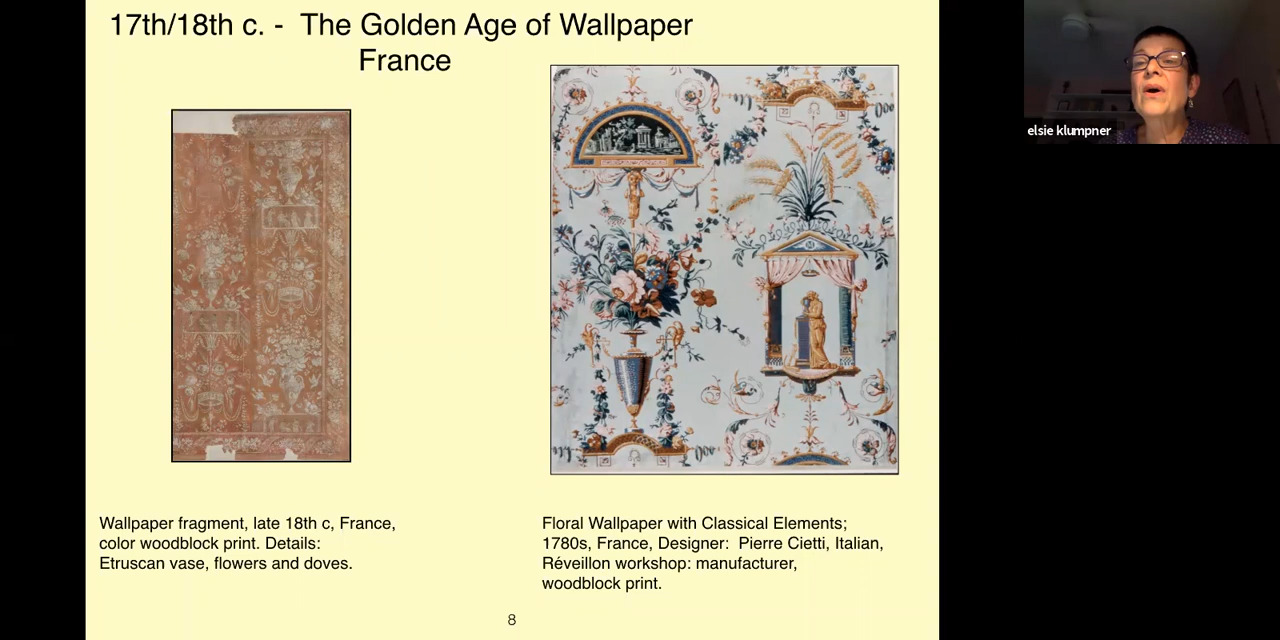 17th/18th c. - The Golden Age of Wallpaper
France
elsie klumpner
Wallpaper fragment, late 18th c, France,
color woodblock print. Details:
Etruscan vase, flowers and doves.
Floral Wallpaper with Classical Elements;
1780s, France, Designer: Pierre Cietti, Italian,
Réveillon workshop: manufacturer,
woodblock print.
8